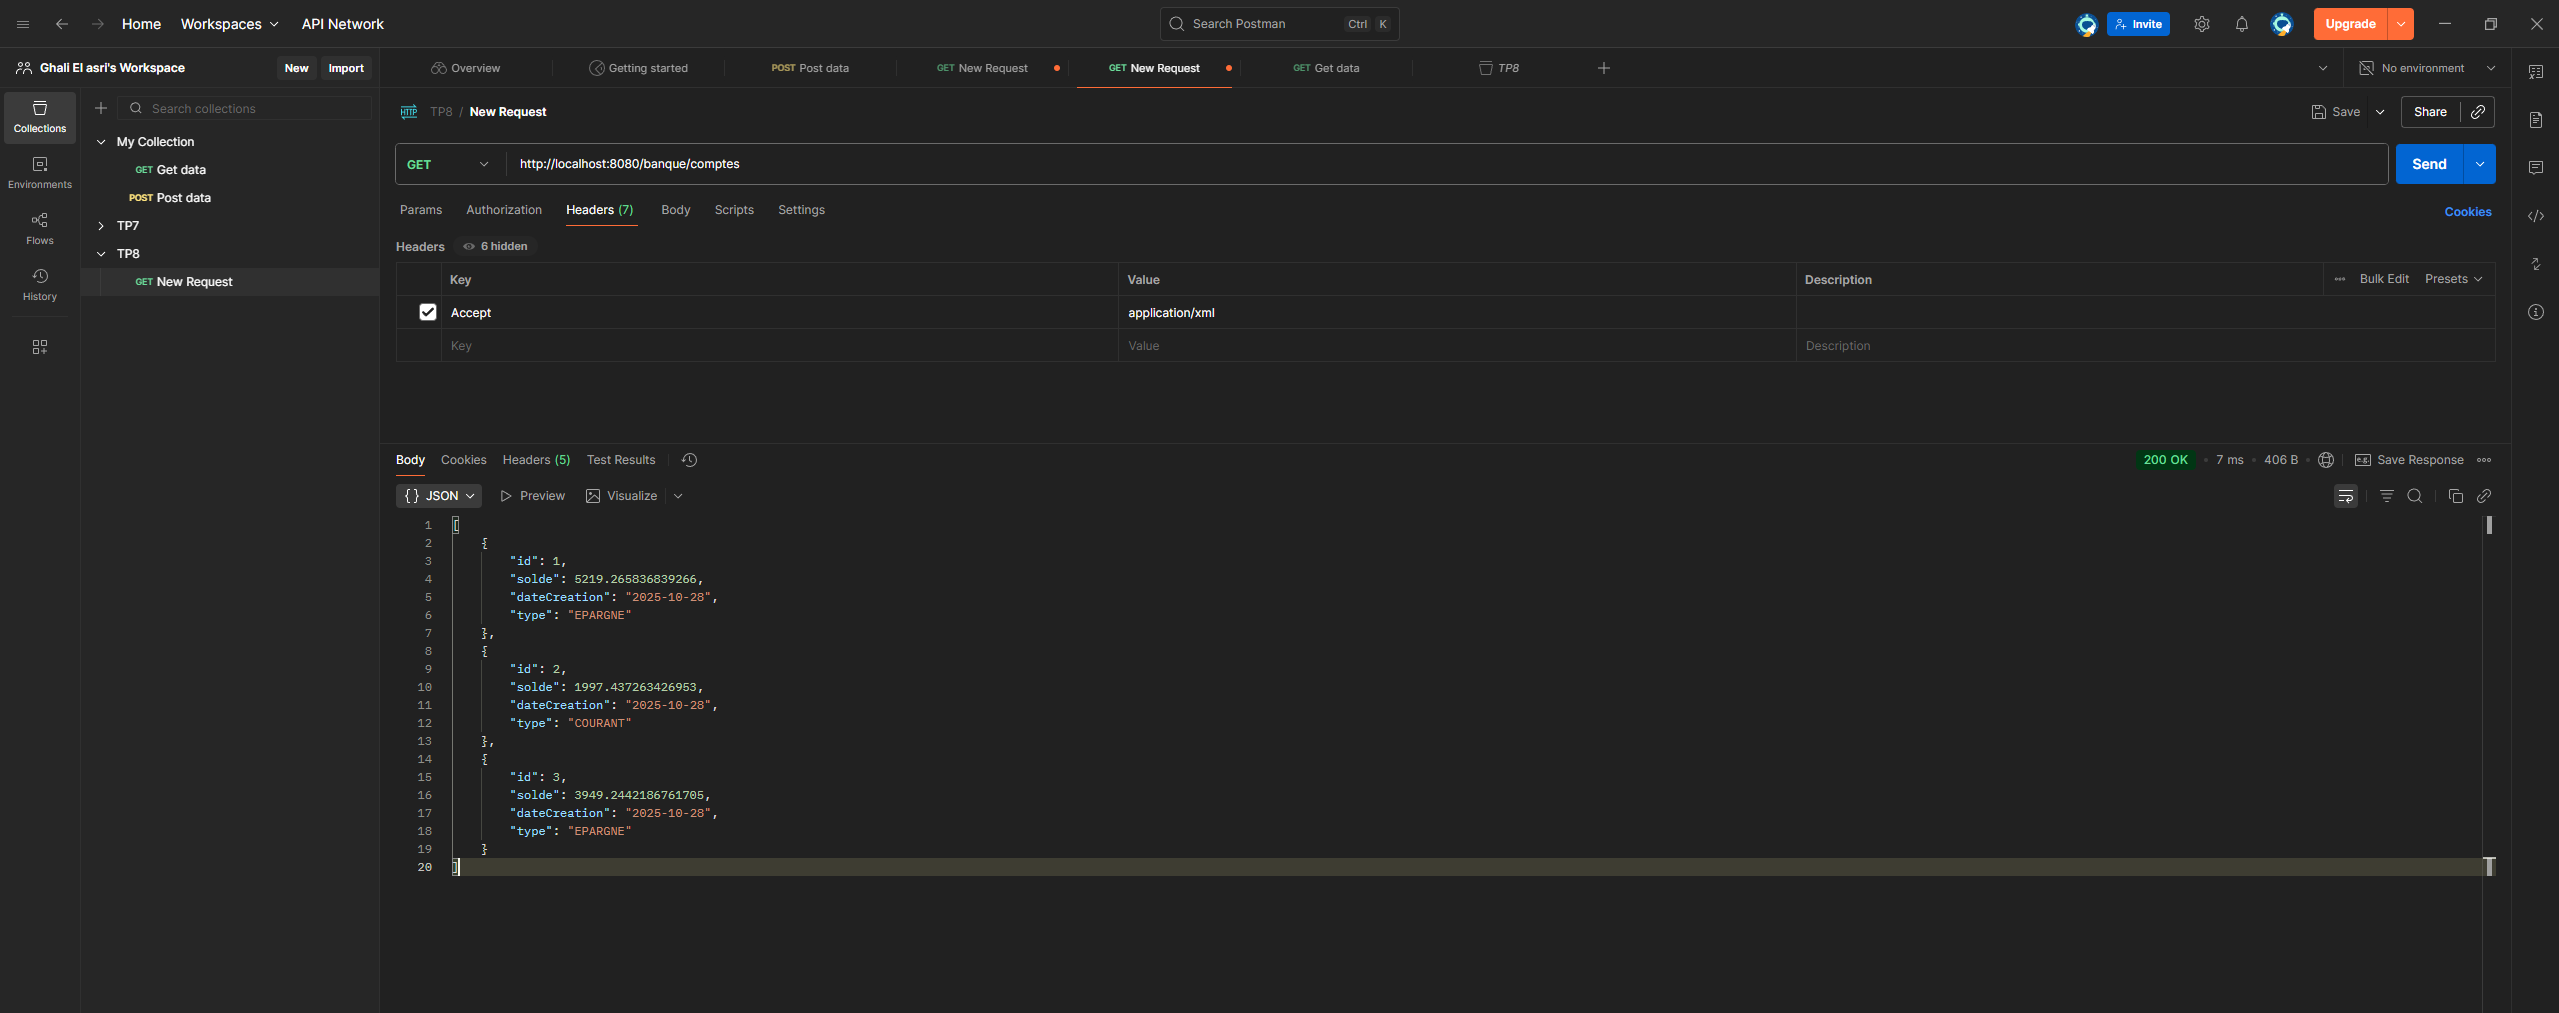 Home Workspaces API Network Search Postman Ctrl K Invite Upgrade
Ghali El asri's Workspace New Import Overview Getting started POST Post data GET New Request GET New Request GET Get data TP8 No environment
Collections
Environments
Flows
History
Search collections
My Collection
GET Get data
POST Post data
TP7
TP8
GET New Request
HTTP TP8 / New Request Save Share
GET http://localhost:8080/banque/comptes Send
Params Authorization Headers (7) Body Scripts Settings Cookies
Headers 6 hidden
Key Value Description Bulk Edit Presets
Accept application/xml
Key Value Description
Body Cookies Headers (5) Test Results 200 OK 7 ms 406 B e.g. Save Response
{} JSON Preview Visualize
1 [
2 {
3 "id": 1,
4 "solde": 5219.265836839266,
5 "dateCreation": "2025-10-28",
6 "type": "EPARGNE"
7 },
8 {
9 "id": 2,
10 "solde": 1997.437263426953,
11 "dateCreation": "2025-10-28",
12 "type": "COURANT"
13 },
14 {
15 "id": 3,
16 "solde": 3949.2442186761705,
17 "dateCreation": "2025-10-28",
18 "type": "EPARGNE"
19 }
20 ]